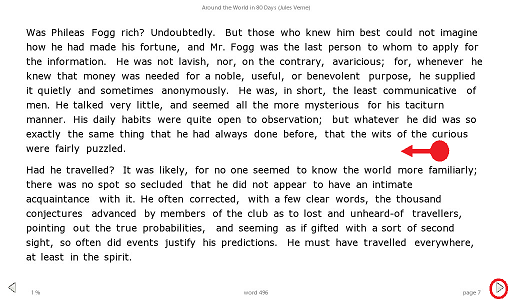 Around the World in 80 Days (Jules Verne)
Was Phileas Fogg rich? Undoubtedly. But those who knew him best could not imagine
how he had made his fortune, and Mr. Fogg was the last person to whom to apply for
the information. He was not lavish, nor, on the contrary, avaricious; for, whenever he
knew that money was needed for a noble, useful, or benevolent purpose, he supplied
it quietly and sometimes anonymously. He was, in short, the least communicative of
men. He talked very little, and seemed all the more mysterious for his taciturn
manner. His daily habits were quite open to observation; but whatever he did was so
exactly the same thing that he had always done before, that the wits of the curious
were fairly puzzled.
Had he travelled? It was likely, for no one seemed to know the world more familiarly;
there was no spot so secluded that he did not appear to have an intimate
acquaintance with it. He often corrected, with a few clear words, the thousand
conjectures advanced by members of the club as to lost and unheard-of travellers,
pointing out the true probabilities, and seeming as if gifted with a sort of second
sight, so often did events justify his predictions. He must have travelled everywhere,
at least in the spirit.
1 % word 496 page 7